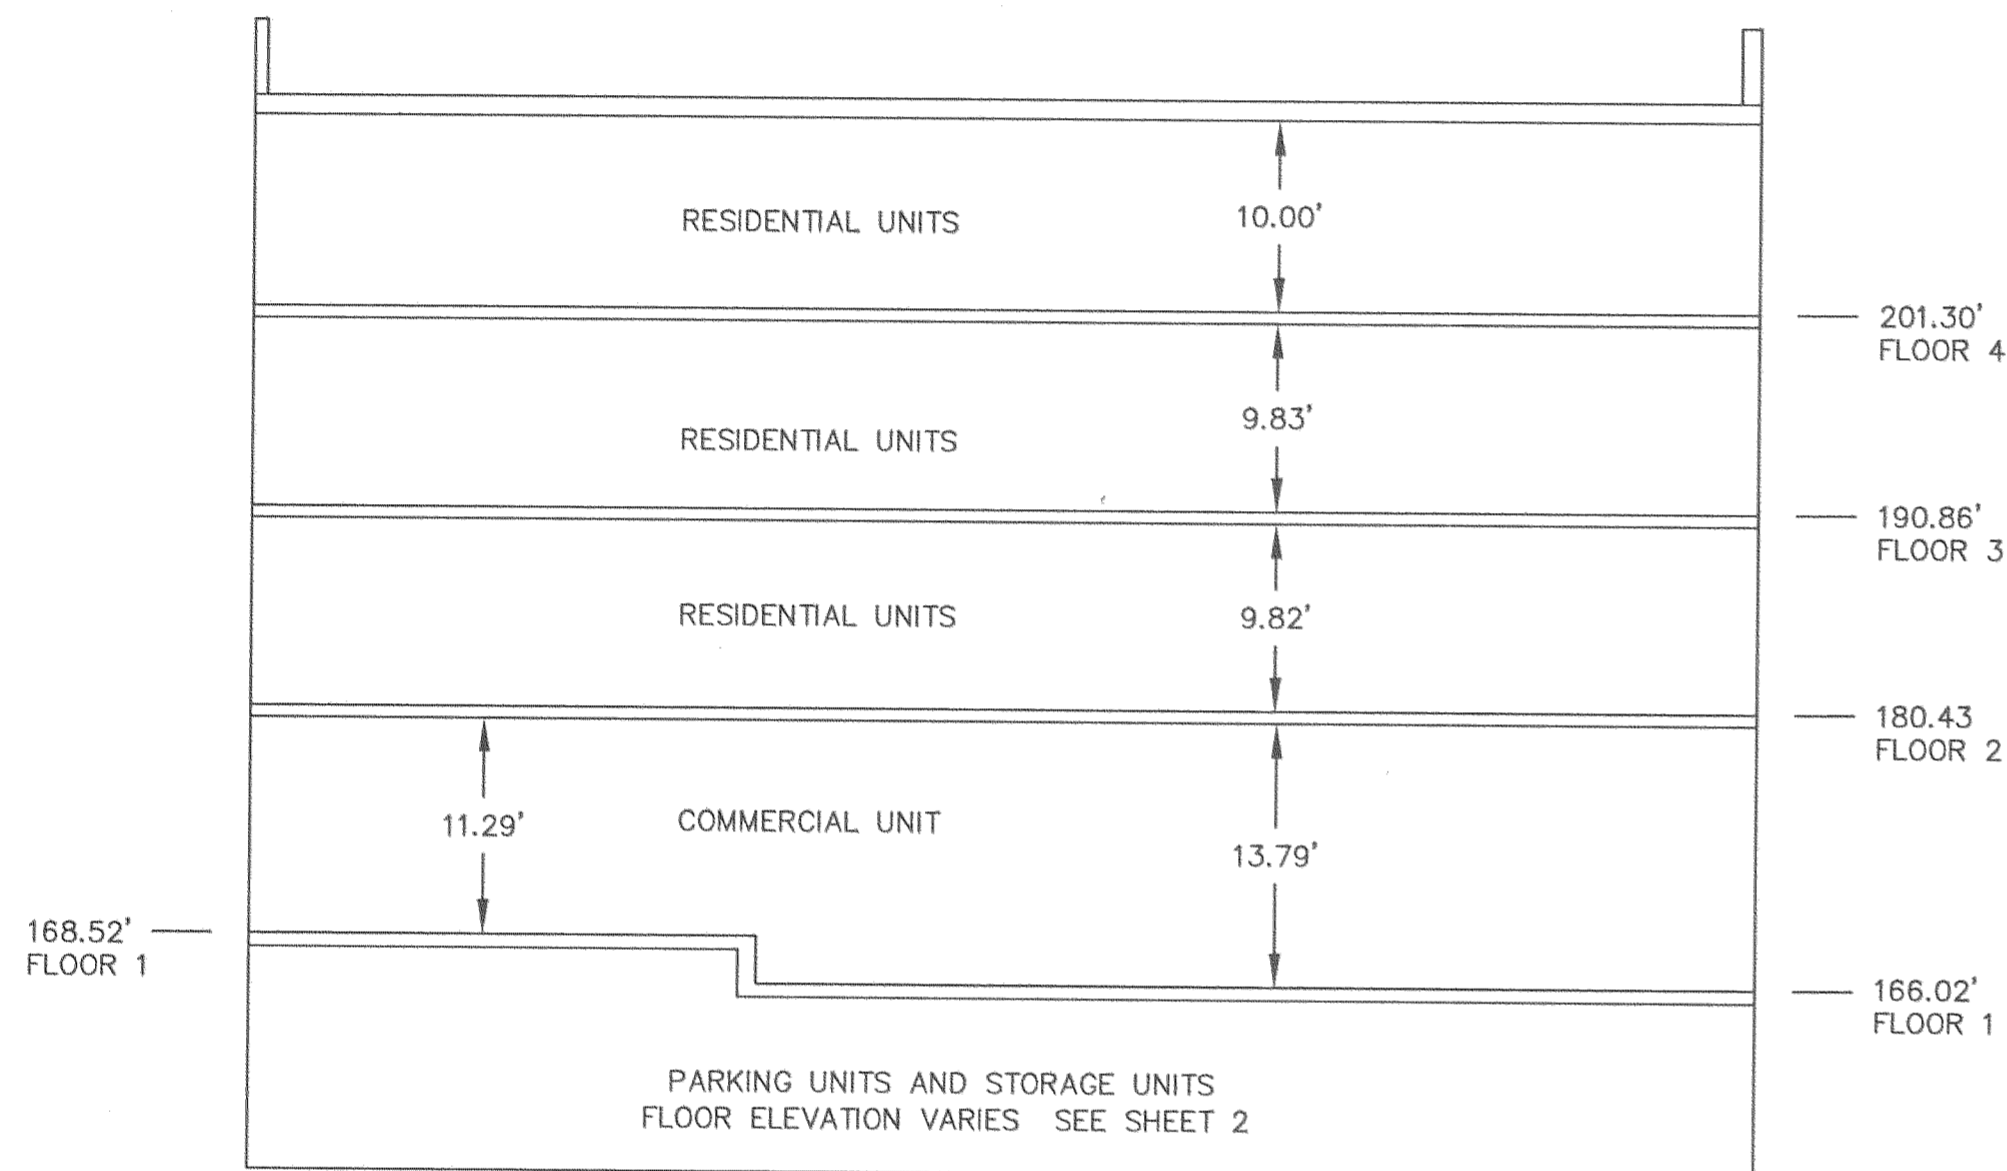 RESIDENTIAL UNITS
10.00'
201.30'
FLOOR 4
RESIDENTIAL UNITS
9.83'
190.86'
FLOOR 3
RESIDENTIAL UNITS
9.82'
180.43
FLOOR 2
11.29'
COMMERCIAL UNIT
13.79'
168.52'
FLOOR 1
166.02'
FLOOR 1
PARKING UNITS AND STORAGE UNITS
FLOOR ELEVATION VARIES SEE SHEET 2